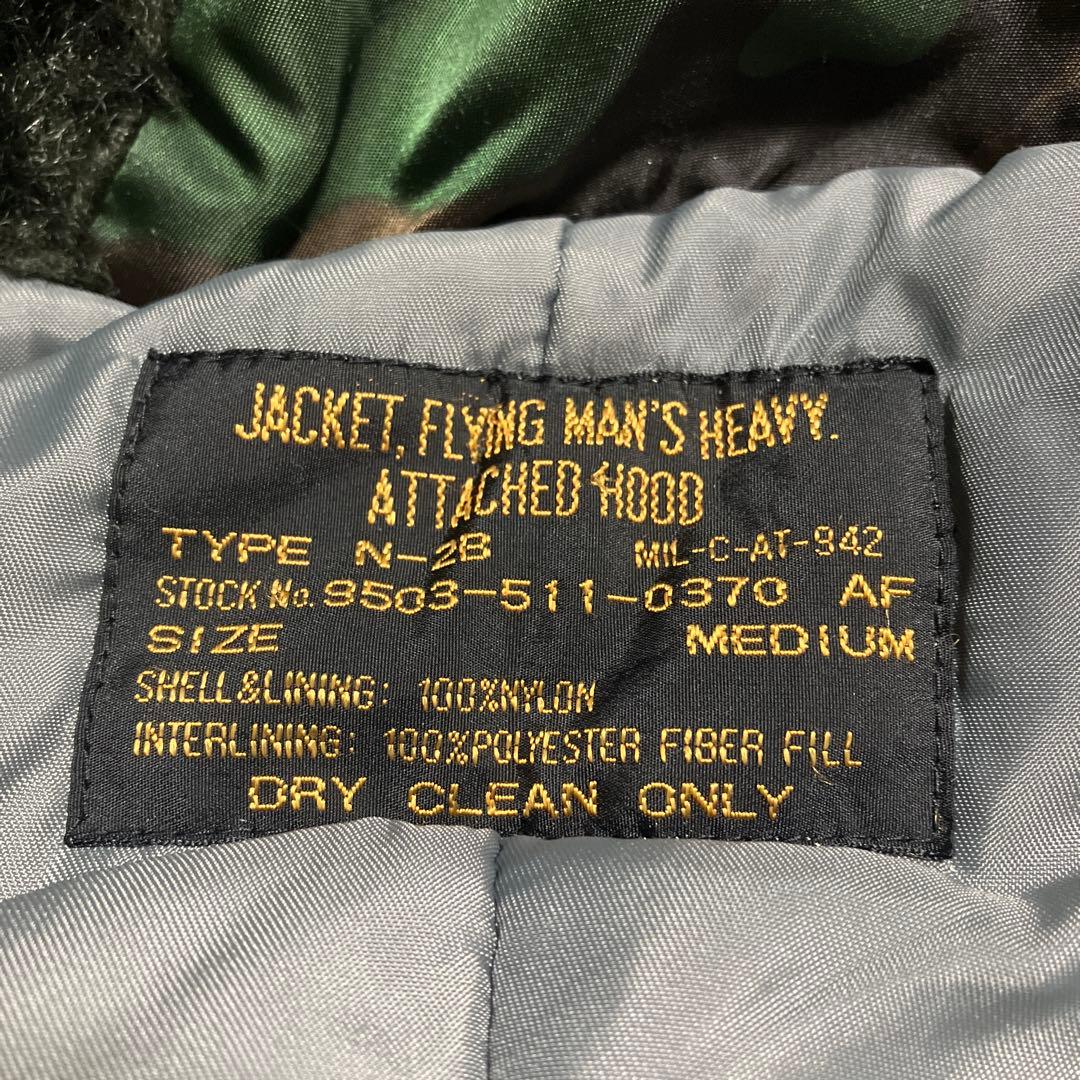 JACKET, FLYING MAN'S HEAVY.
ATTACHED HOOD
TYPE N-2B MIL-C-AT-942
STOCK No. 9503-511-0370 AF
SIZE MEDIUM
SHELL&LINING: 100%NYLON
INTERLINING: 100%POLYESTER FIBER FILL
DRY CLEAN ONLY